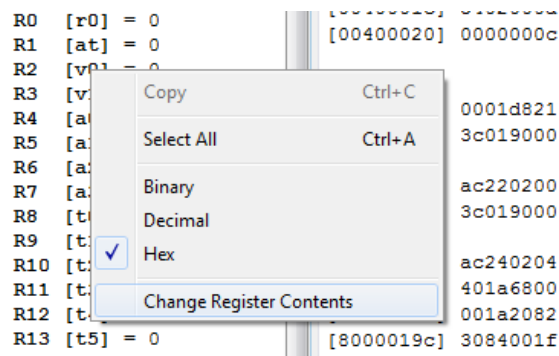 R0 [r0] = 0
R1 [at] = 0
R2 [v0] = 0
R3
R4
R5
R6
R7
R8
R9
R10
R11
R12
R13 [t5] = 0
Copy Ctrl+C
Select All Ctrl+A
Binary
Decimal
Hex
Change Register Contents
[00400020] 0000000c
0001d821
3c019000
ac220200
3c019000
ac240204
401a6800
001a2082
[8000019c] 3084001f